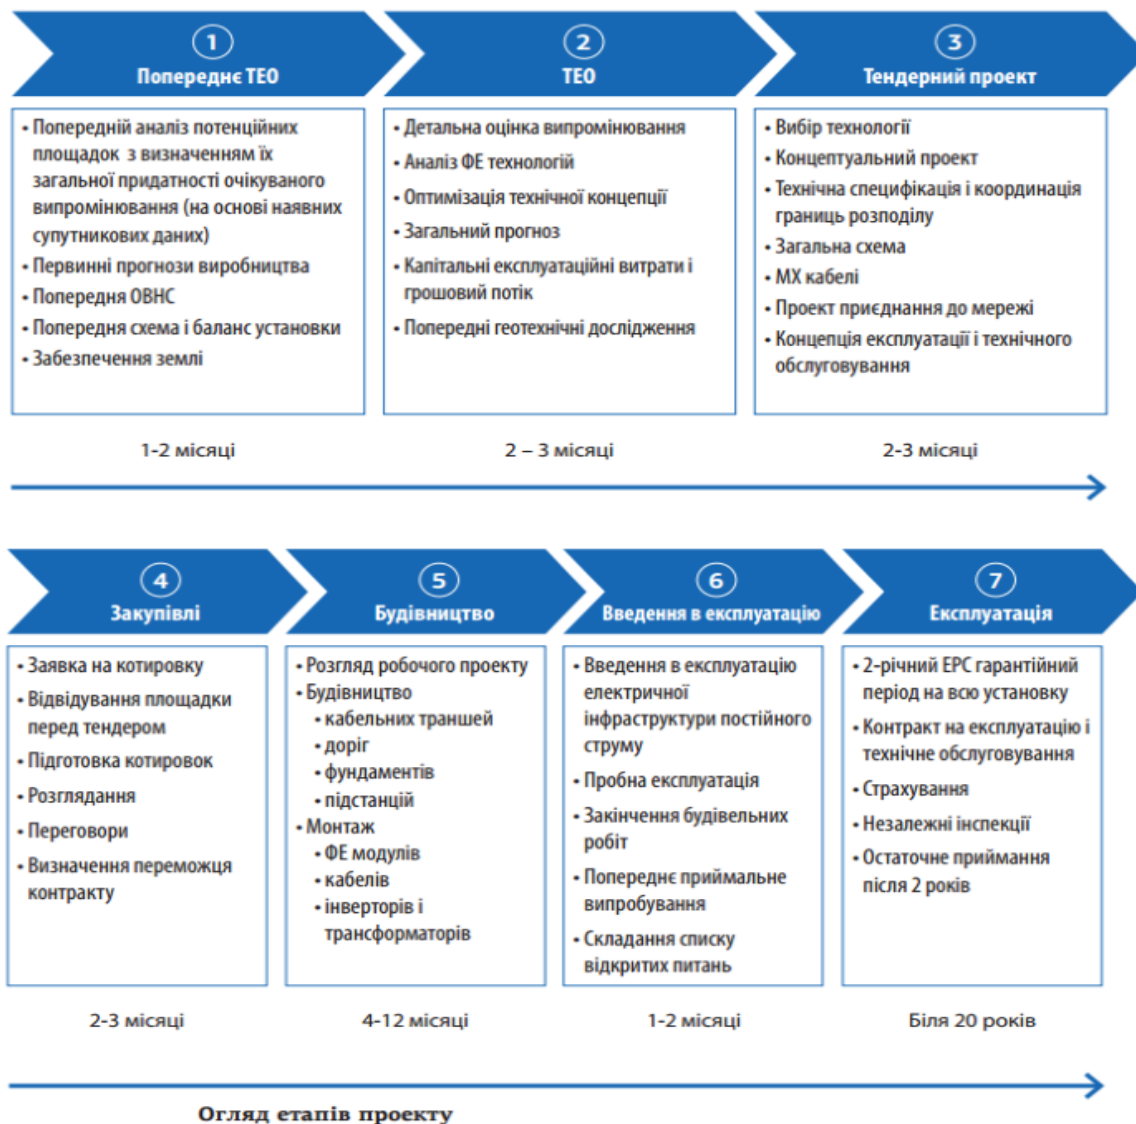 1
Попереднє ТЕО
• Попередній аналіз потенційних
площадок з визначенням їх
загальної придатності очікуваного
випромінювання (на основі наявних
супутникових даних)
• Первинні прогнози виробництва
• Попередня ОВНС
• Попередня схема і баланс установки
• Забезпечення землі
1-2 місяці
2
ТЕО
• Детальна оцінка випромінювання
• Аналіз ФЕ технологій
• Оптимізація технічної концепції
• Загальний прогноз
• Капітальні експлуатаційні витрати і
грошовий потік
• Попередні геотехнічні дослідження
2 – 3 місяці
3
Тендерний проект
• Вибір технології
• Концептуальний проект
• Технічна специфікація і координація
границь розподілу
• Загальна схема
• МХ кабелі
• Проект приєднання до мережі
• Концепція експлуатації і технічного
обслуговування
2-3 місяці
4
Закупівлі
• Заявка на котировку
• Відвідування площадки
перед тендером
• Підготовка котировок
• Розглядання
• Переговори
• Визначення переможця
контракту
2-3 місяці
5
Будівництво
• Розгляд робочого проекту
• Будівництво
• кабельних траншей
• доріг
• фундаментів
• підстанцій
• Монтаж
• ФЕ модулів
• кабелів
• інверторів і
трансформаторів
4-12 місяці
6
Введення в експлуатацію
• Введення в експлуатацію
електричної
інфраструктури постійного
струму
• Пробна експлуатація
• Закінчення будівельних
робіт
• Попереднє приймальне
випробування
• Складання списку
відкритих питань
1-2 місяці
7
Експлуатація
• 2-річний ЕРС гарантійний
період на всю установку
• Контракт на експлуатацію і
технічне обслуговування
• Страхування
• Незалежні інспекції
• Остаточне приймання
після 2 років
Біля 20 років
Огляд етапів проекту